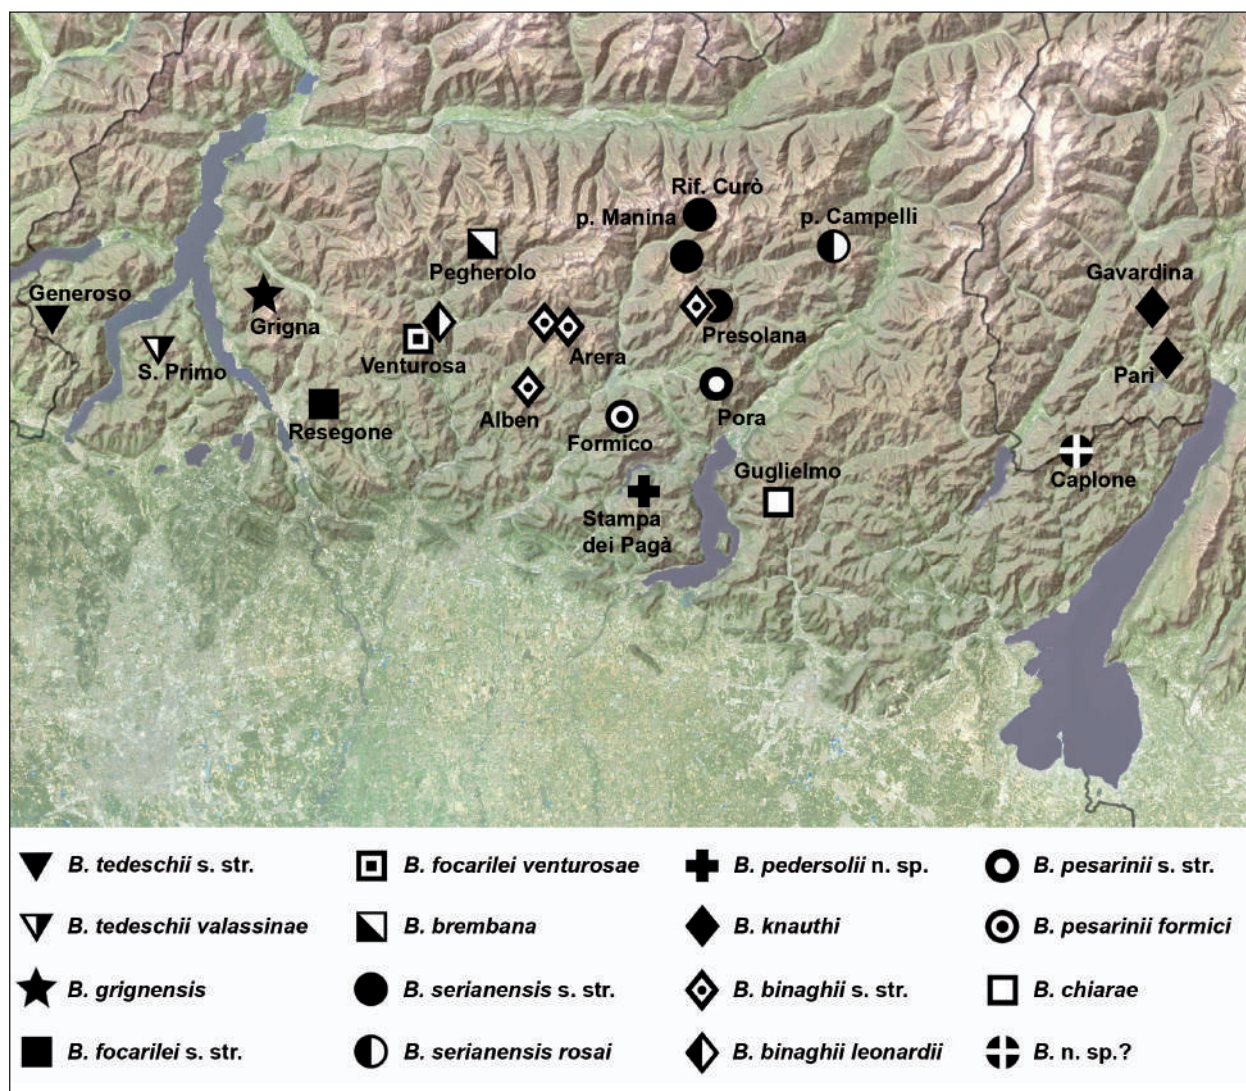 Rif. Curò
p. Manina
p. Campelli
Pegherolo
Gavardina
Generoso
Grigna
Presolana
Venturosa
Arera
S. Primo
Parì
Alben
Pora
Resegone
Formico
Guglielmo
Caplone
Stampa
dei Pagà
B. tedeschii s. str.
B. focarilei venturosae
B. pedersolii n. sp.
B. pesarinii s. str.
B. tedeschii valassinae
B. brembana
B. knauthi
B. pesarinii formici
B. grignensis
B. serianensis s. str.
B. binaghii s. str.
B. chiarae
B. focarilei s. str.
B. serianensis rosai
B. binaghii leonardii
B. n. sp.?